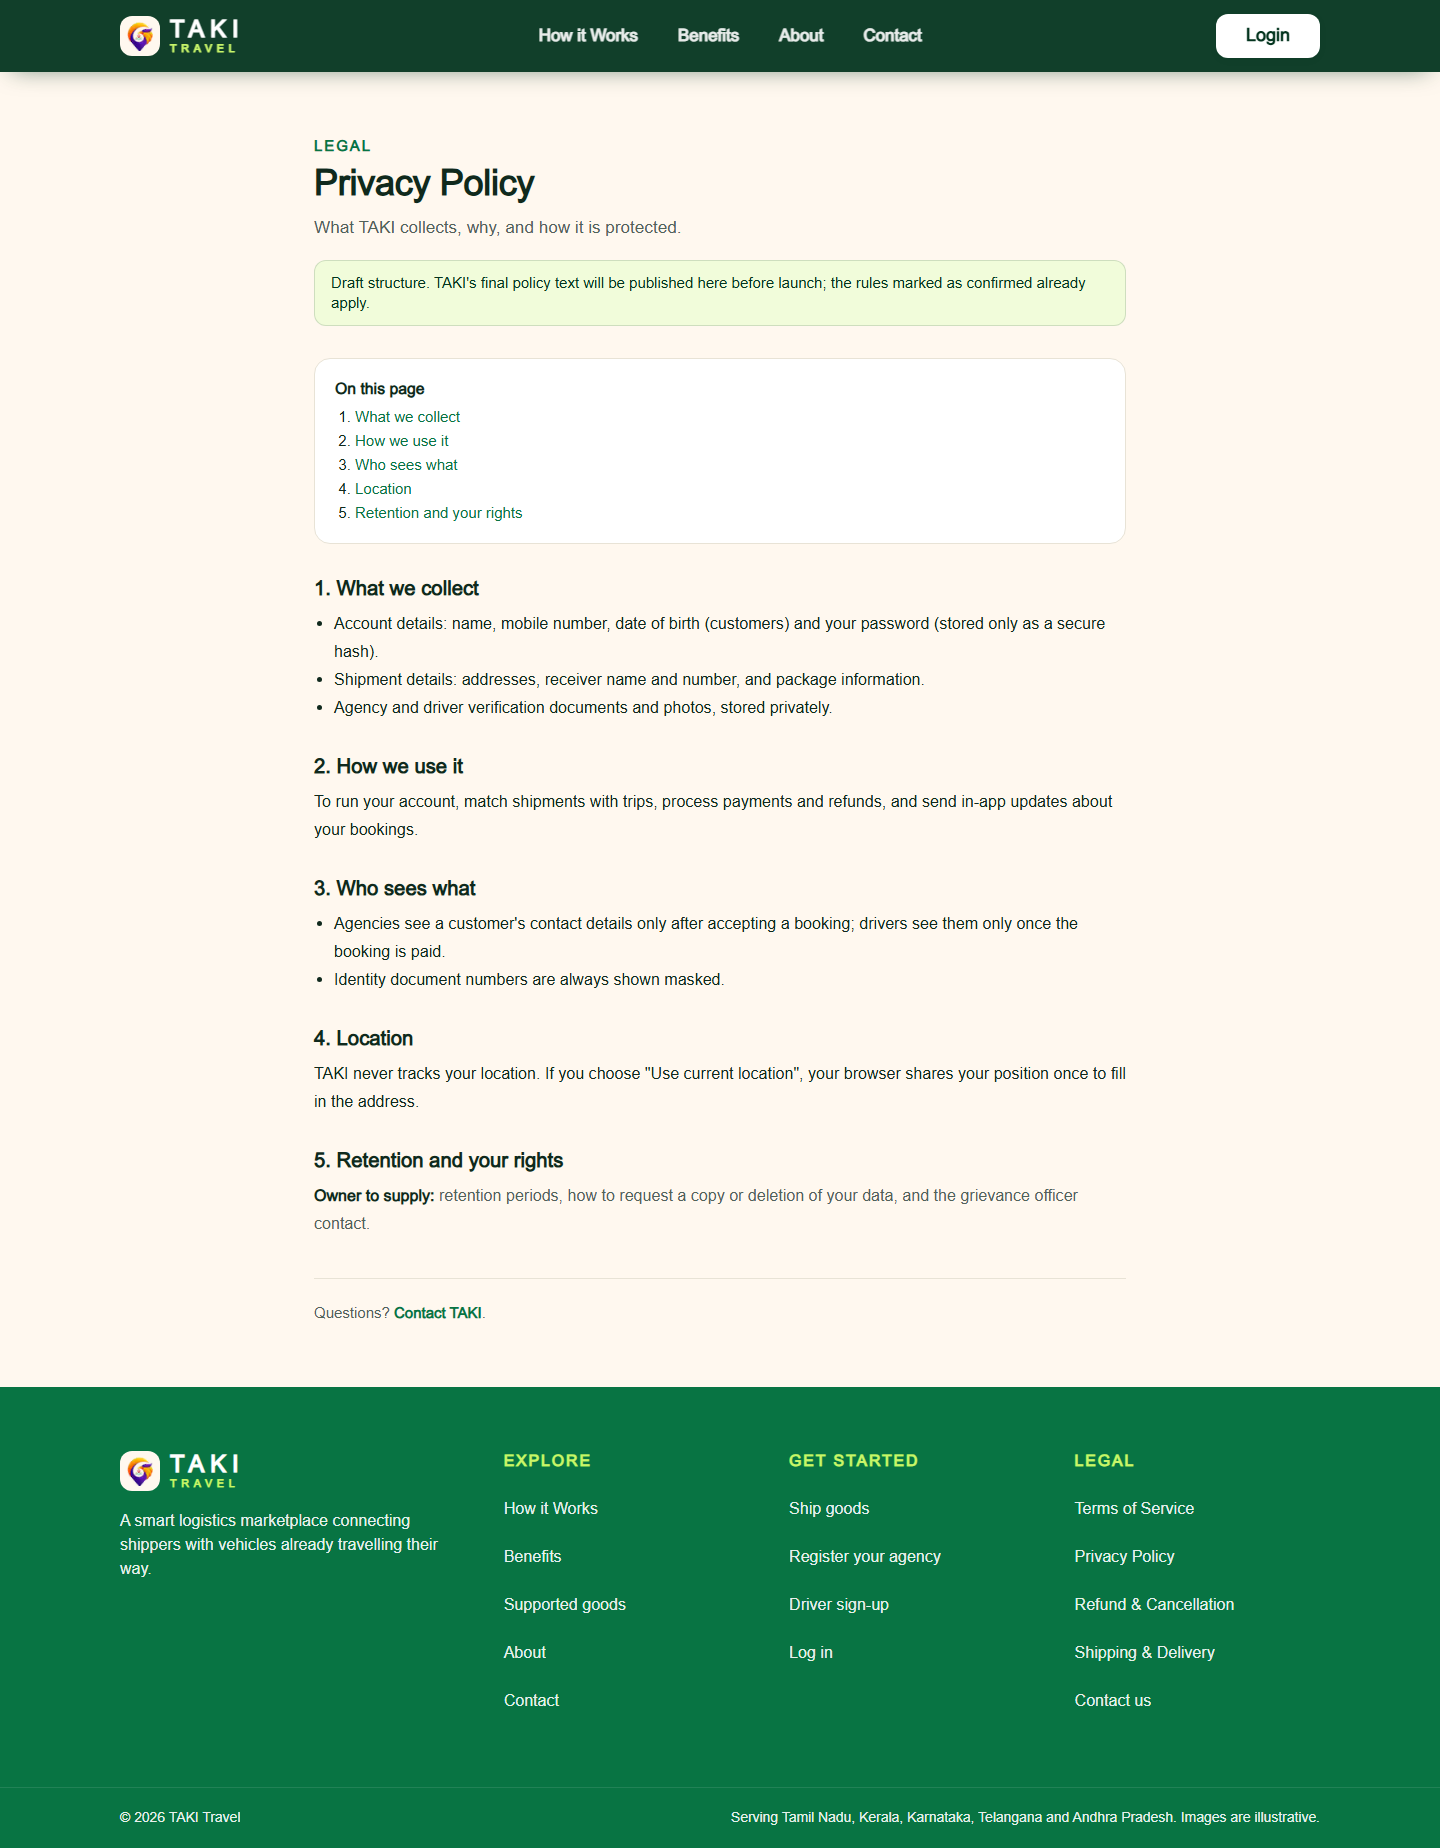 TAKI
TRAVEL
How it Works
Benefits
About
Contact
Login
LEGAL
Privacy Policy
What TAKI collects, why, and how it is protected.
Draft structure. TAKI's final policy text will be published here before launch; the rules marked as confirmed already
apply.
On this page
1. What we collect
2. How we use it
3. Who sees what
4. Location
5. Retention and your rights
1. What we collect
• Account details: name, mobile number, date of birth (customers) and your password (stored only as a secure
hash).
• Shipment details: addresses, receiver name and number, and package information.
• Agency and driver verification documents and photos, stored privately.
2. How we use it
To run your account, match shipments with trips, process payments and refunds, and send in-app updates about
your bookings.
3. Who sees what
• Agencies see a customer's contact details only after accepting a booking; drivers see them only once the
booking is paid.
• Identity document numbers are always shown masked.
4. Location
TAKI never tracks your location. If you choose "Use current location", your browser shares your position once to fill
in the address.
5. Retention and your rights
Owner to supply: retention periods, how to request a copy or deletion of your data, and the grievance officer
contact.
Questions? Contact TAKI.
TAKI
TRAVEL
A smart logistics marketplace connecting
shippers with vehicles already travelling their
way.
EXPLORE
How it Works
Benefits
Supported goods
About
Contact
GET STARTED
Ship goods
Register your agency
Driver sign-up
Log in
LEGAL
Terms of Service
Privacy Policy
Refund & Cancellation
Shipping & Delivery
Contact us
© 2026 TAKI Travel
Serving Tamil Nadu, Kerala, Karnataka, Telangana and Andhra Pradesh. Images are illustrative.